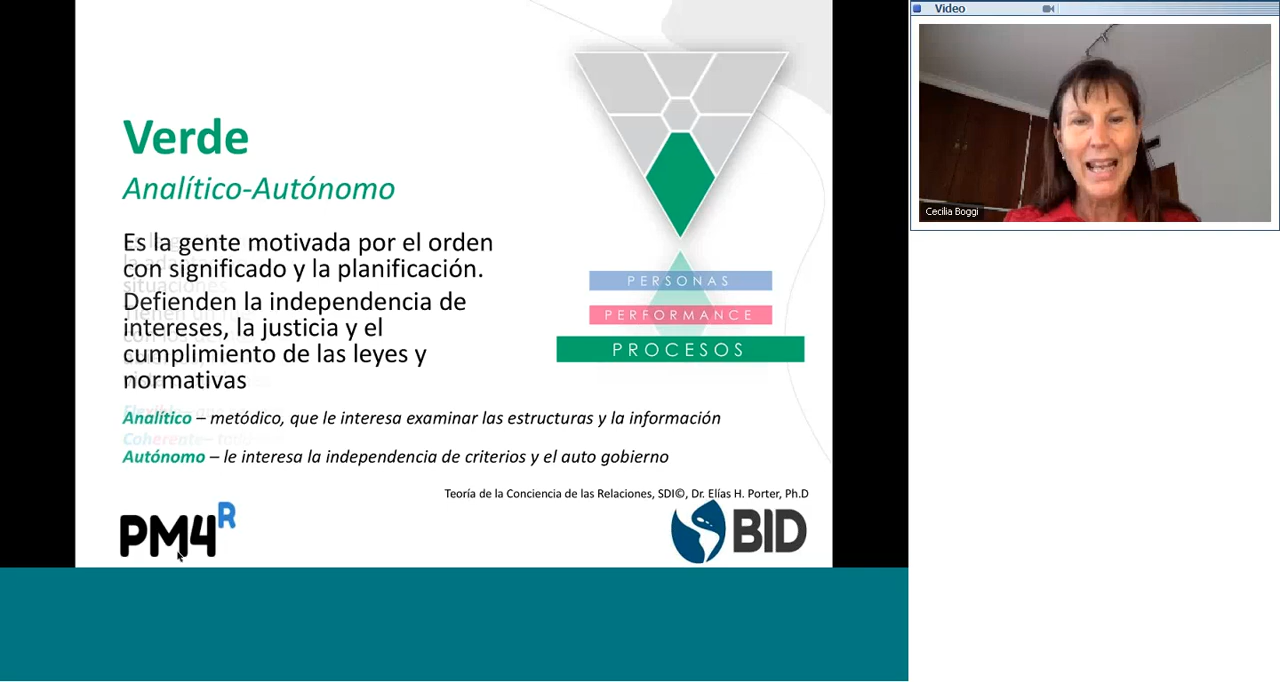 Verde
Analítico-Autónomo
Es la gente motivada por el orden
con significado y la planificación.
Defienden la independencia de
intereses, la justicia y el
cumplimiento de las leyes y
normativas
Analítico – metódico, que le interesa examinar las estructuras y la información
Coherente –
Autónomo – le interesa la independencia de criterios y el auto gobierno
PERSONAS
PERFORMANCE
PROCESOS
Teoría de la Conciencia de las Relaciones, SDI©, Dr. Elías H. Porter, Ph.D
PM4R
BID
Video
Cecilia Boggi